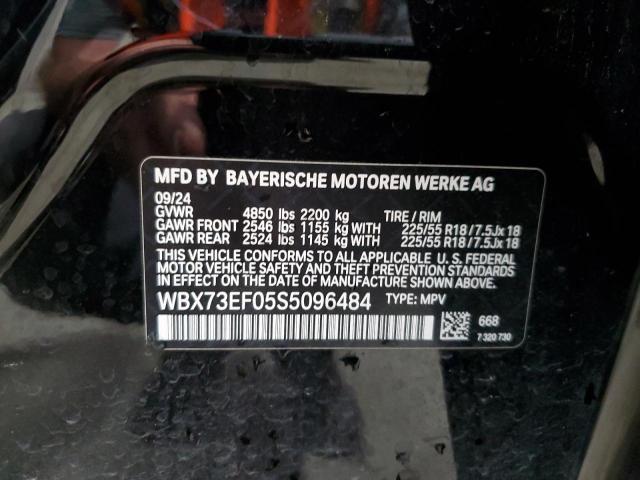 MFD BY BAYERISCHE MOTOREN WERKE AG
09/24
GVWR 4850 lbs 2200 kg TIRE / RIM
GAWR FRONT 2546 lbs 1155 kg WITH 225/55 R18 / 7.5Jx18
GAWR REAR 2524 lbs 1145 kg WITH 225/55 R18 / 7.5Jx18
THIS VEHICLE CONFORMS TO ALL APPLICABLE U. S. FEDERAL
MOTOR VEHICLE SAFETY AND THEFT PREVENTION STANDARDS
IN EFFECT ON THE DATE OF MANUFACTURE SHOWN ABOVE.
WBX73EF05S5096484 TYPE: MPV
668
7 320 730